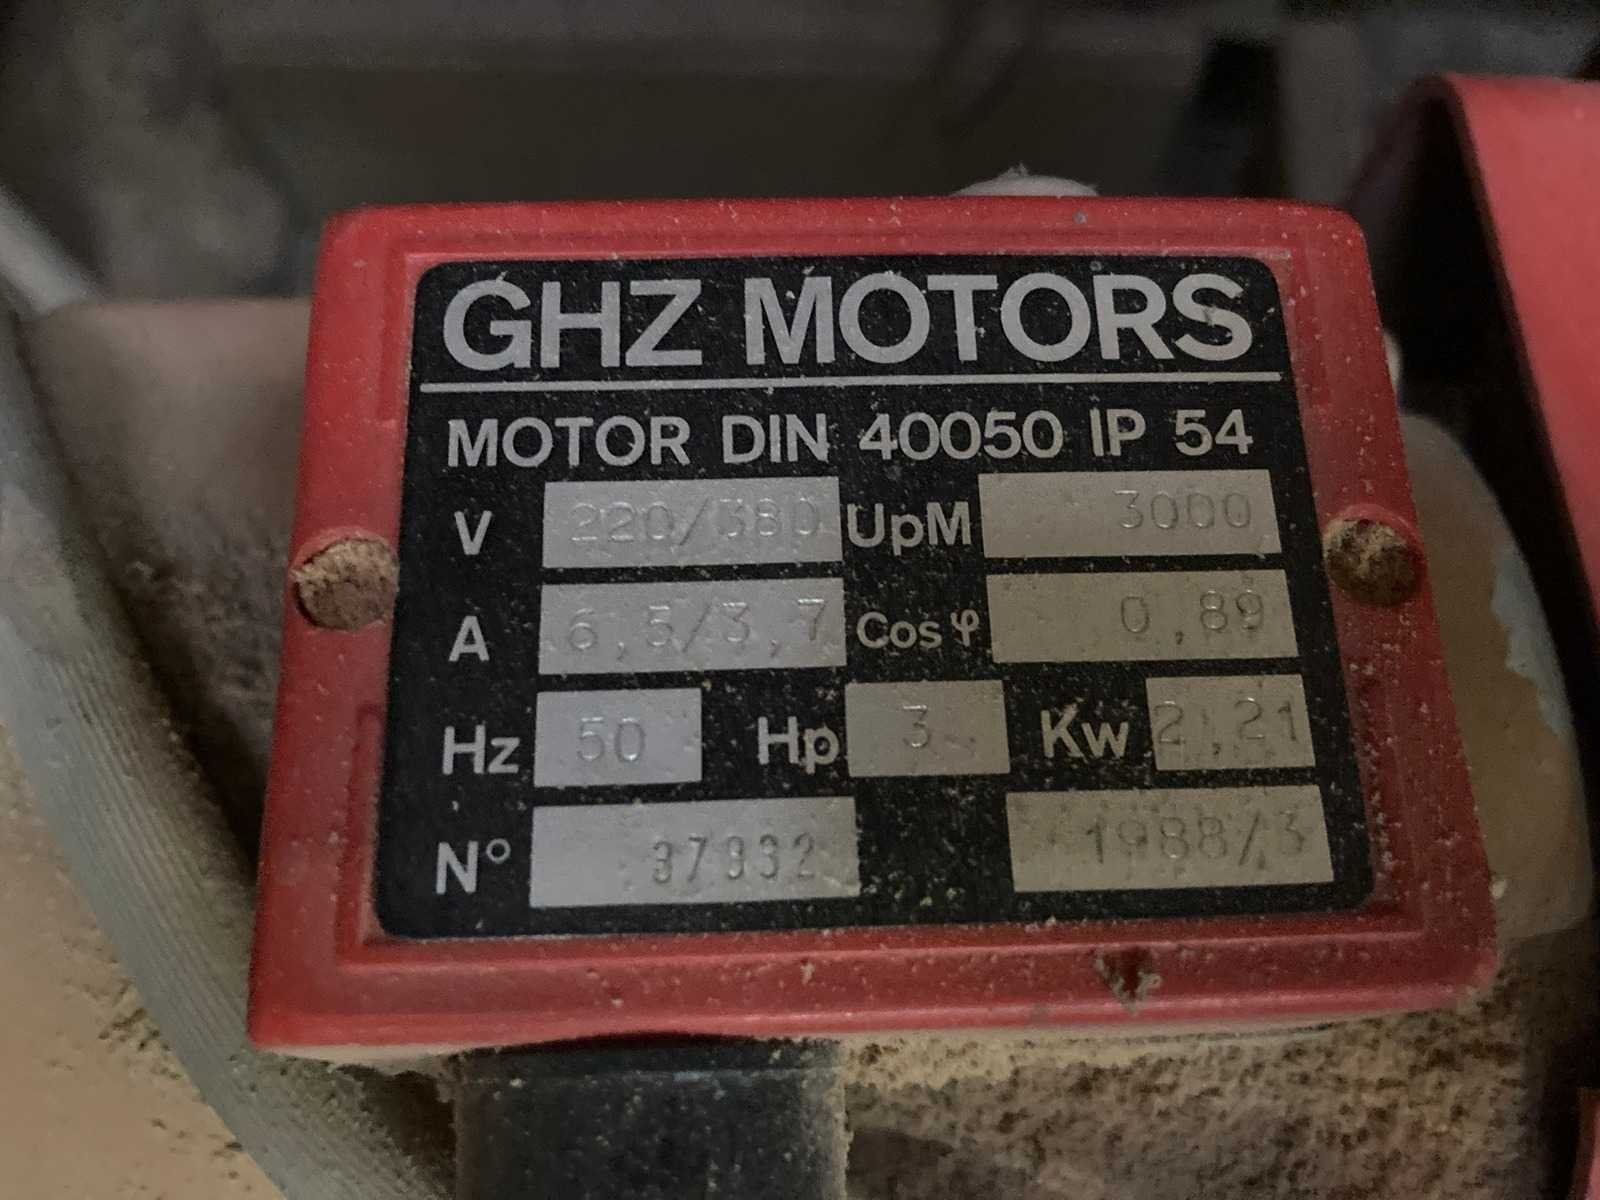 GHZ MOTORS
MOTOR DIN 40050 IP 54
V 220/380 UpM 3000
A 6,5/3,7 Cos φ 0,89
Hz 50 Hp 3 Kw 2,21
N° 37932 1988/3